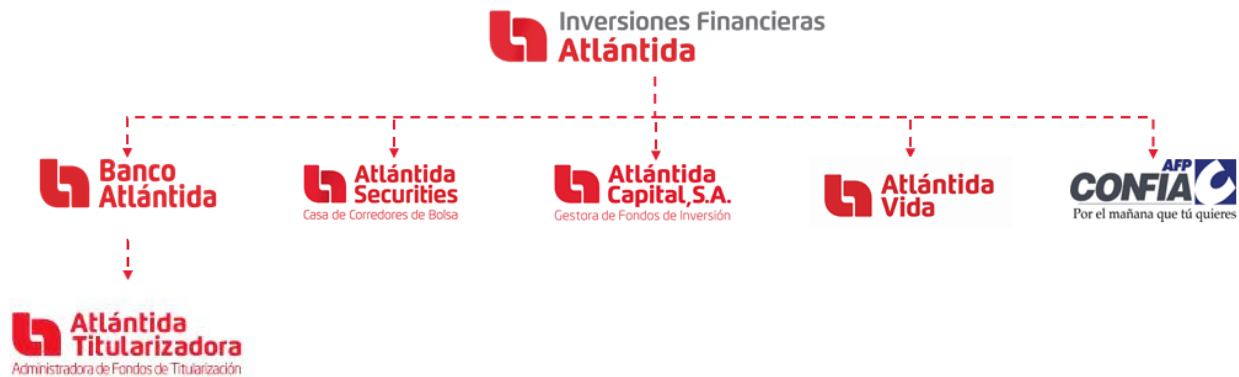 Inversiones Financieras
Atlántida
Banco
Atlántida
Atlántida
Securities
Casa de Corredores de Bolsa
Atlántida
Capital, S.A.
Gestora de Fondos de Inversión
Atlántida
Vida
AFP
CONFÍA
Por el mañana que tú quieres
Atlántida
Titularizadora
Administradora de Fondos de Titularización